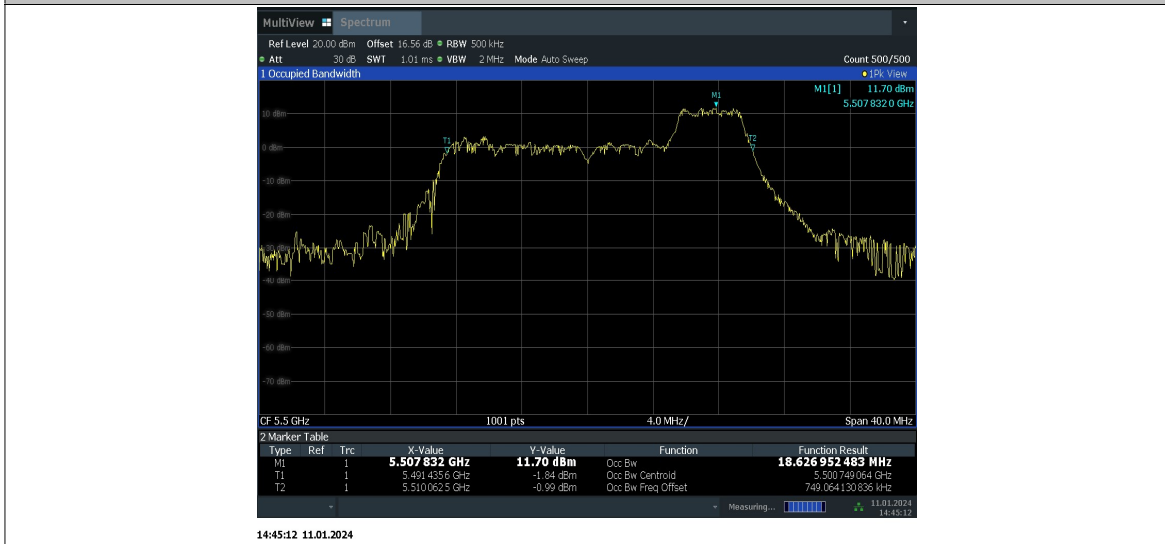 MultiView Spectrum
Ref Level 20.00 dBm Offset 16.56 dB RBW 500 kHz
Att 30 dB SWT 1.01 ms VBW 2 MHz Mode Auto Sweep Count 500/500
1 Occupied Bandwidth 1Pk View
M1[1] 11.70 dBm
5.507 832 0 GHz
M1
10 dBm
T1
T2
0 dBm
-10 dBm
-20 dBm
-30 dBm
-40 dBm
-50 dBm
-60 dBm
-70 dBm
CF 5.5 GHz 1001 pts 4.0 MHz/ Span 40.0 MHz
2 Marker Table
Type Ref Trc X-Value Y-Value Function Function Result
M1 1 5.507 832 GHz 11.70 dBm Occ Bw 18.626 952 483 MHz
T1 1 5.491 435 6 GHz -1.84 dBm Occ Bw Centroid 5.500 749 064 GHz
T2 1 5.510 062 5 GHz -0.99 dBm Occ Bw Freq Offset 749.064 130 836 kHz
Measuring... 11.01.2024
14:45:12
14:45:12 11.01.2024